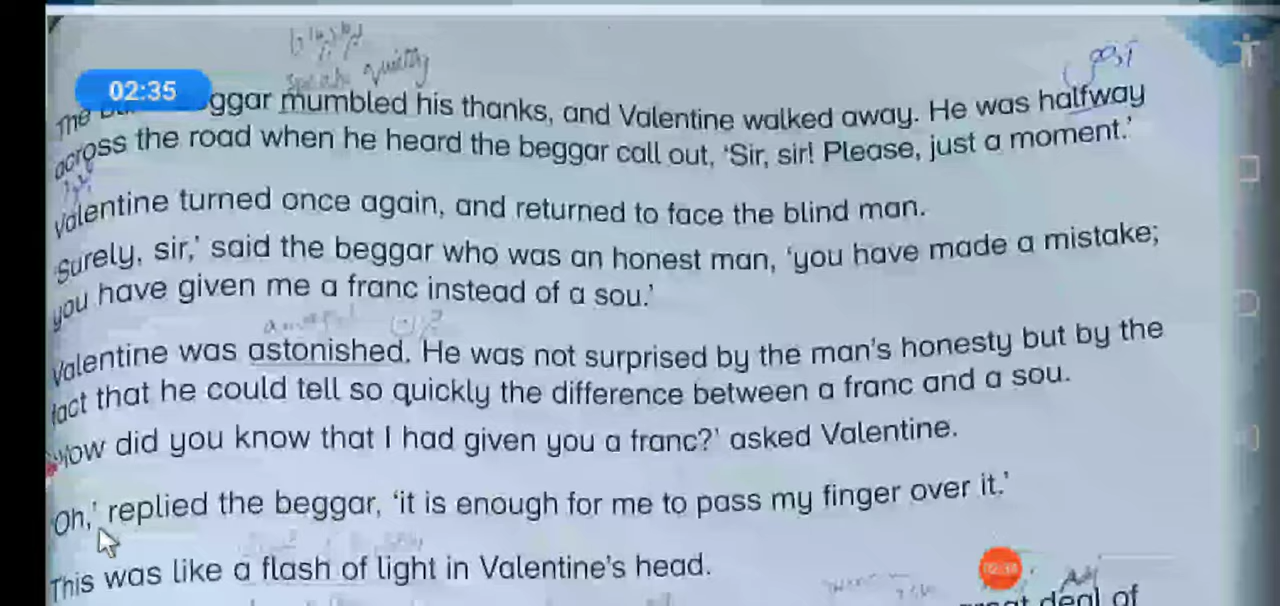 speak quietly
02:35
The ggar mumbled his thanks, and Valentine walked away. He was halfway
across the road when he heard the beggar call out, ‘Sir, sir! Please, just a moment.’
Valentine turned once again, and returned to face the blind man.
‘Surely, sir,’ said the beggar who was an honest man, ‘you have made a mistake;
you have given me a franc instead of a sou.’
Valentine was astonished. He was not surprised by the man’s honesty but by the
fact that he could tell so quickly the difference between a franc and a sou.
‘How did you know that I had given you a franc?’ asked Valentine.
‘Oh,’ replied the beggar, ‘it is enough for me to pass my finger over it.’
This was like a flash of light in Valentine’s head.
deal of